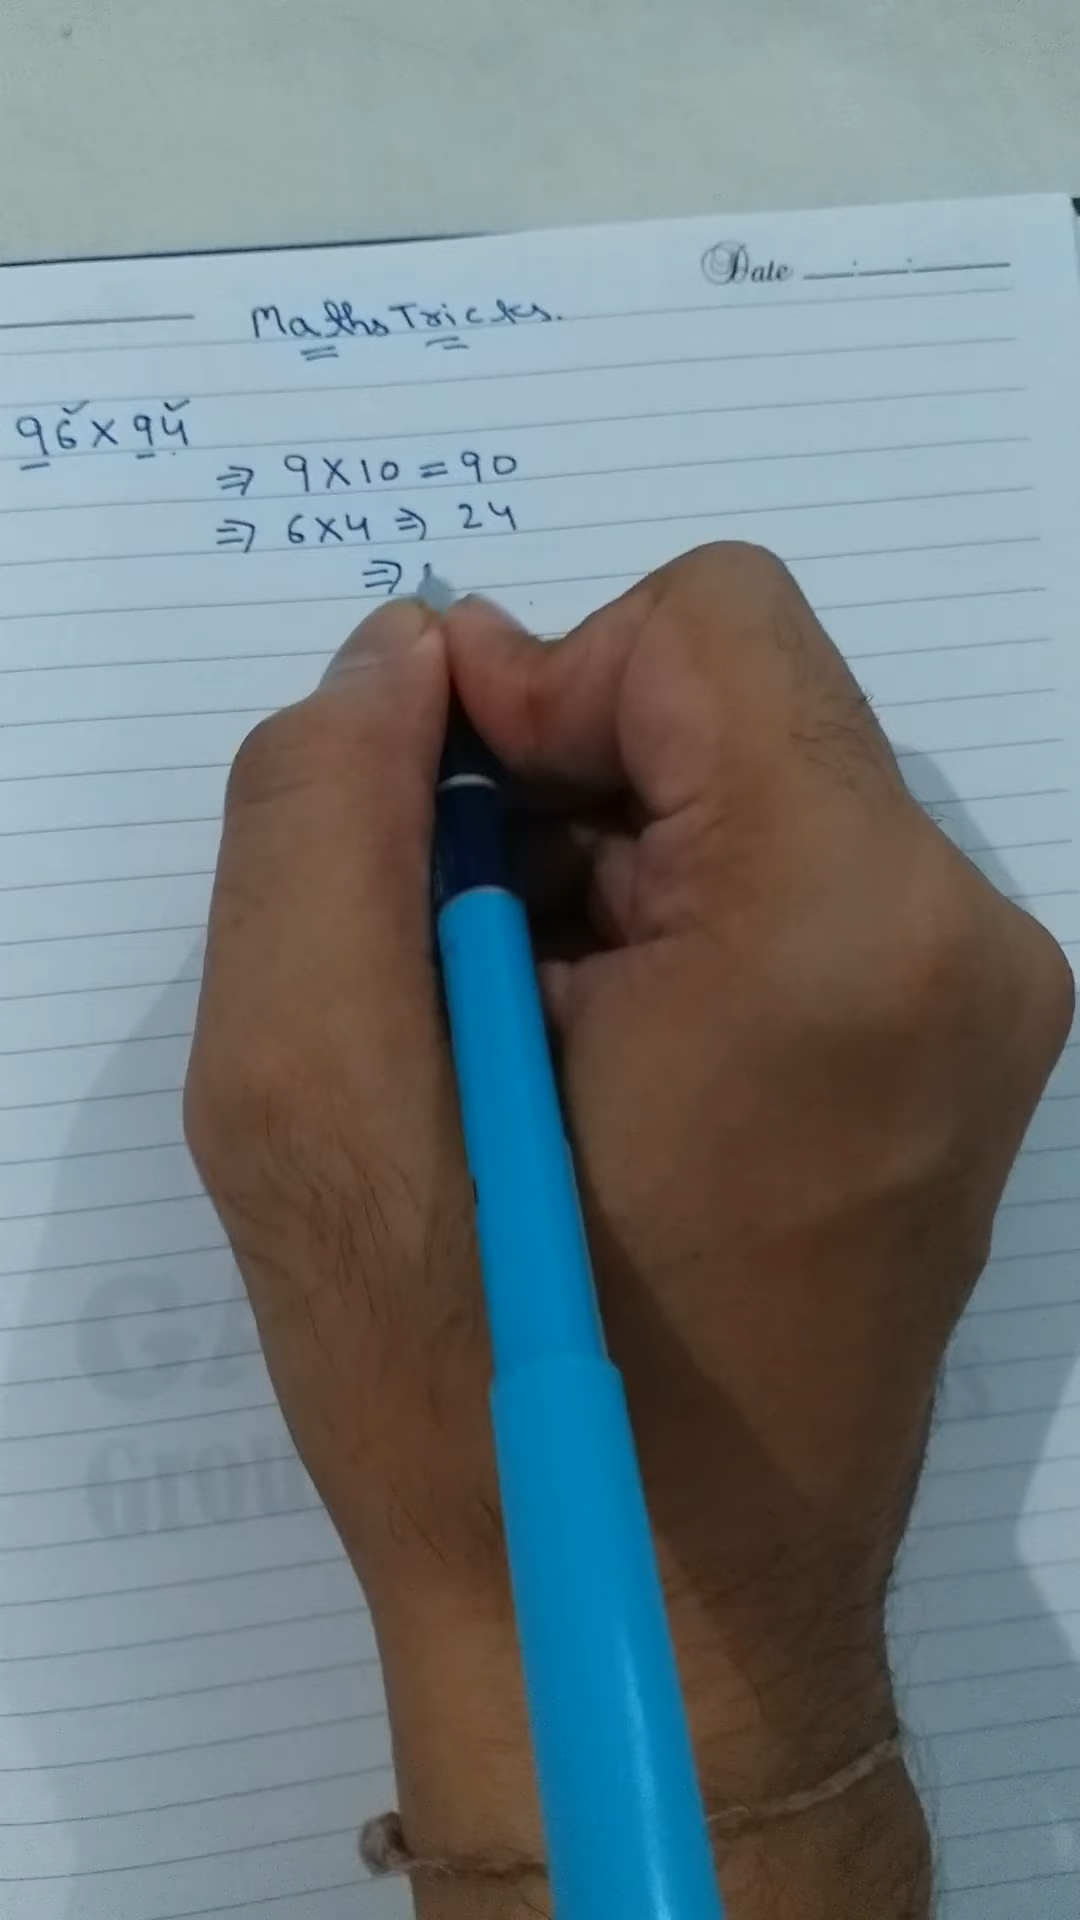 Date
Maths Tricks.
96 × 94
⇒ 9 × 10 = 90
⇒ 6 × 4 ⇒ 24
⇒